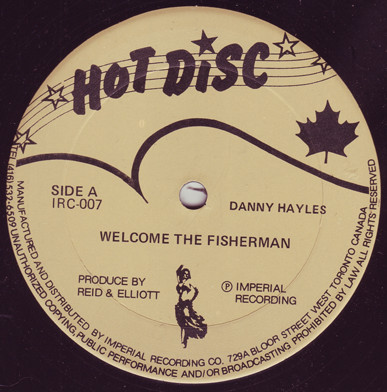 HOT DiSC
SIDE A
IRC-007
DANNY HAYLES
WELCOME THE FISHERMAN
PRODUCE BY
REID & ELLIOTT
Ⓟ IMPERIAL
RECORDING
MANUFACTURED AND DISTRIBUTED BY IMPERIAL RECORDING CO. 729A BLOOR STREET WEST TORONTO CANADA
TEL (416) 532-6509 UNAUTHORIZED COPYING, PUBLIC PERFORMANCE AND/OR BROADCASTING PROHIBITED BY LAW ALL RIGHTS RESERVED